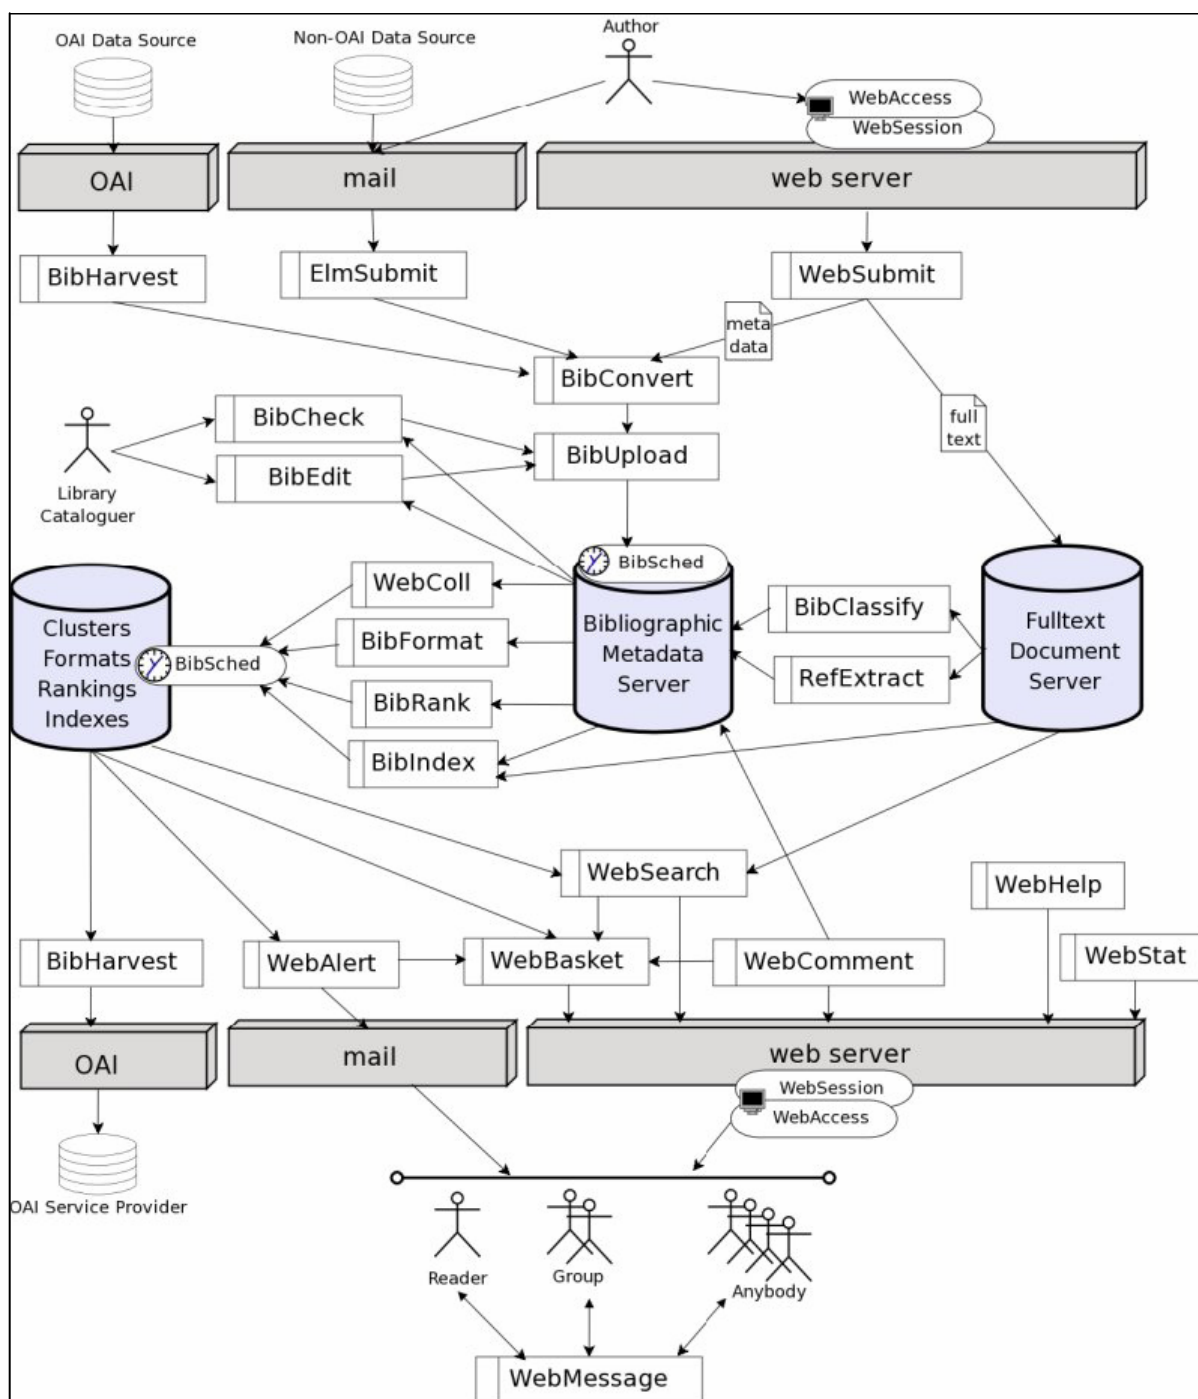 Author
OAI Data Source
Non-OAI Data Source
WebAccess
WebSession
OAI
mail
web server
BibHarvest
ElmSubmit
WebSubmit
meta
data
BibConvert
full
text
BibCheck
BibUpload
BibEdit
Library
Cataloguer
BibSched
WebColl
BibClassify
Clusters
Formats
Rankings
Indexes
BibSched
BibFormat
Bibliographic
Metadata
Server
Fulltext
Document
Server
RefExtract
BibRank
BibIndex
WebSearch
WebHelp
BibHarvest
WebAlert
WebBasket
WebComment
WebStat
OAI
mail
web server
WebSession
WebAccess
OAI Service Provider
Reader
Group
Anybody
WebMessage